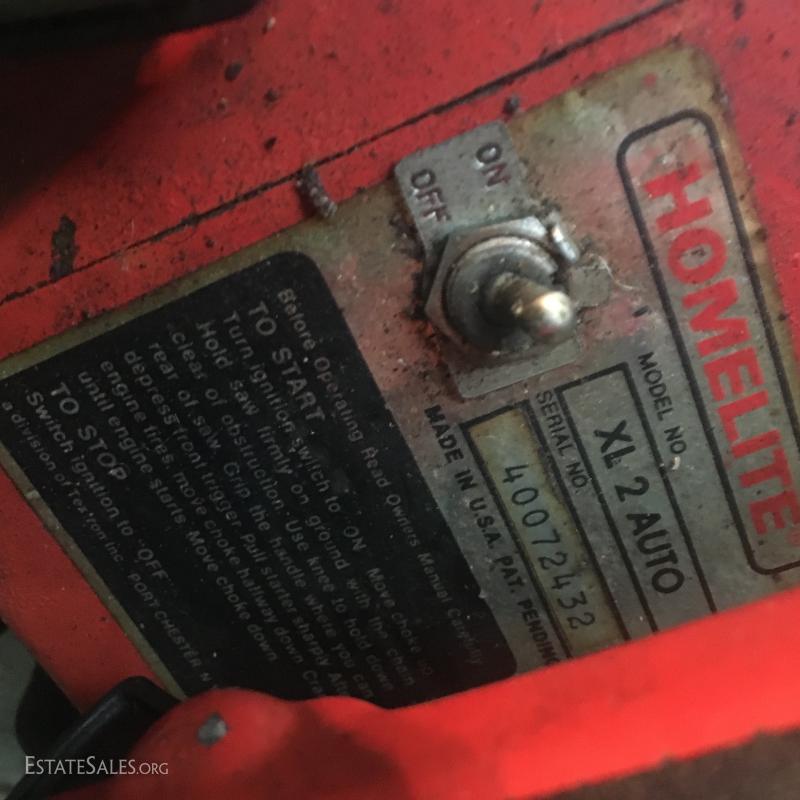 HOMELITE
MODEL NO.
XL 2 AUTO
SERIAL NO.
40072432
MADE IN U.S.A. PAT. PENDING
ON
OFF
Before Operating Read Owners Manual Carefully
TO START
Turn ignition switch to "ON" Move choke up
Hold saw firmly on ground with the chain
clear of obstruction. Use knee to hold down
rear of saw. Grip the handle where you can
depress front trigger. Pull starter sharply
engine fires, move choke halfway down
until engine starts. Move choke down
TO STOP
Switch ignition to "OFF"
a division of Textron Inc. PORT CHESTER N
ESTATESALES.ORG